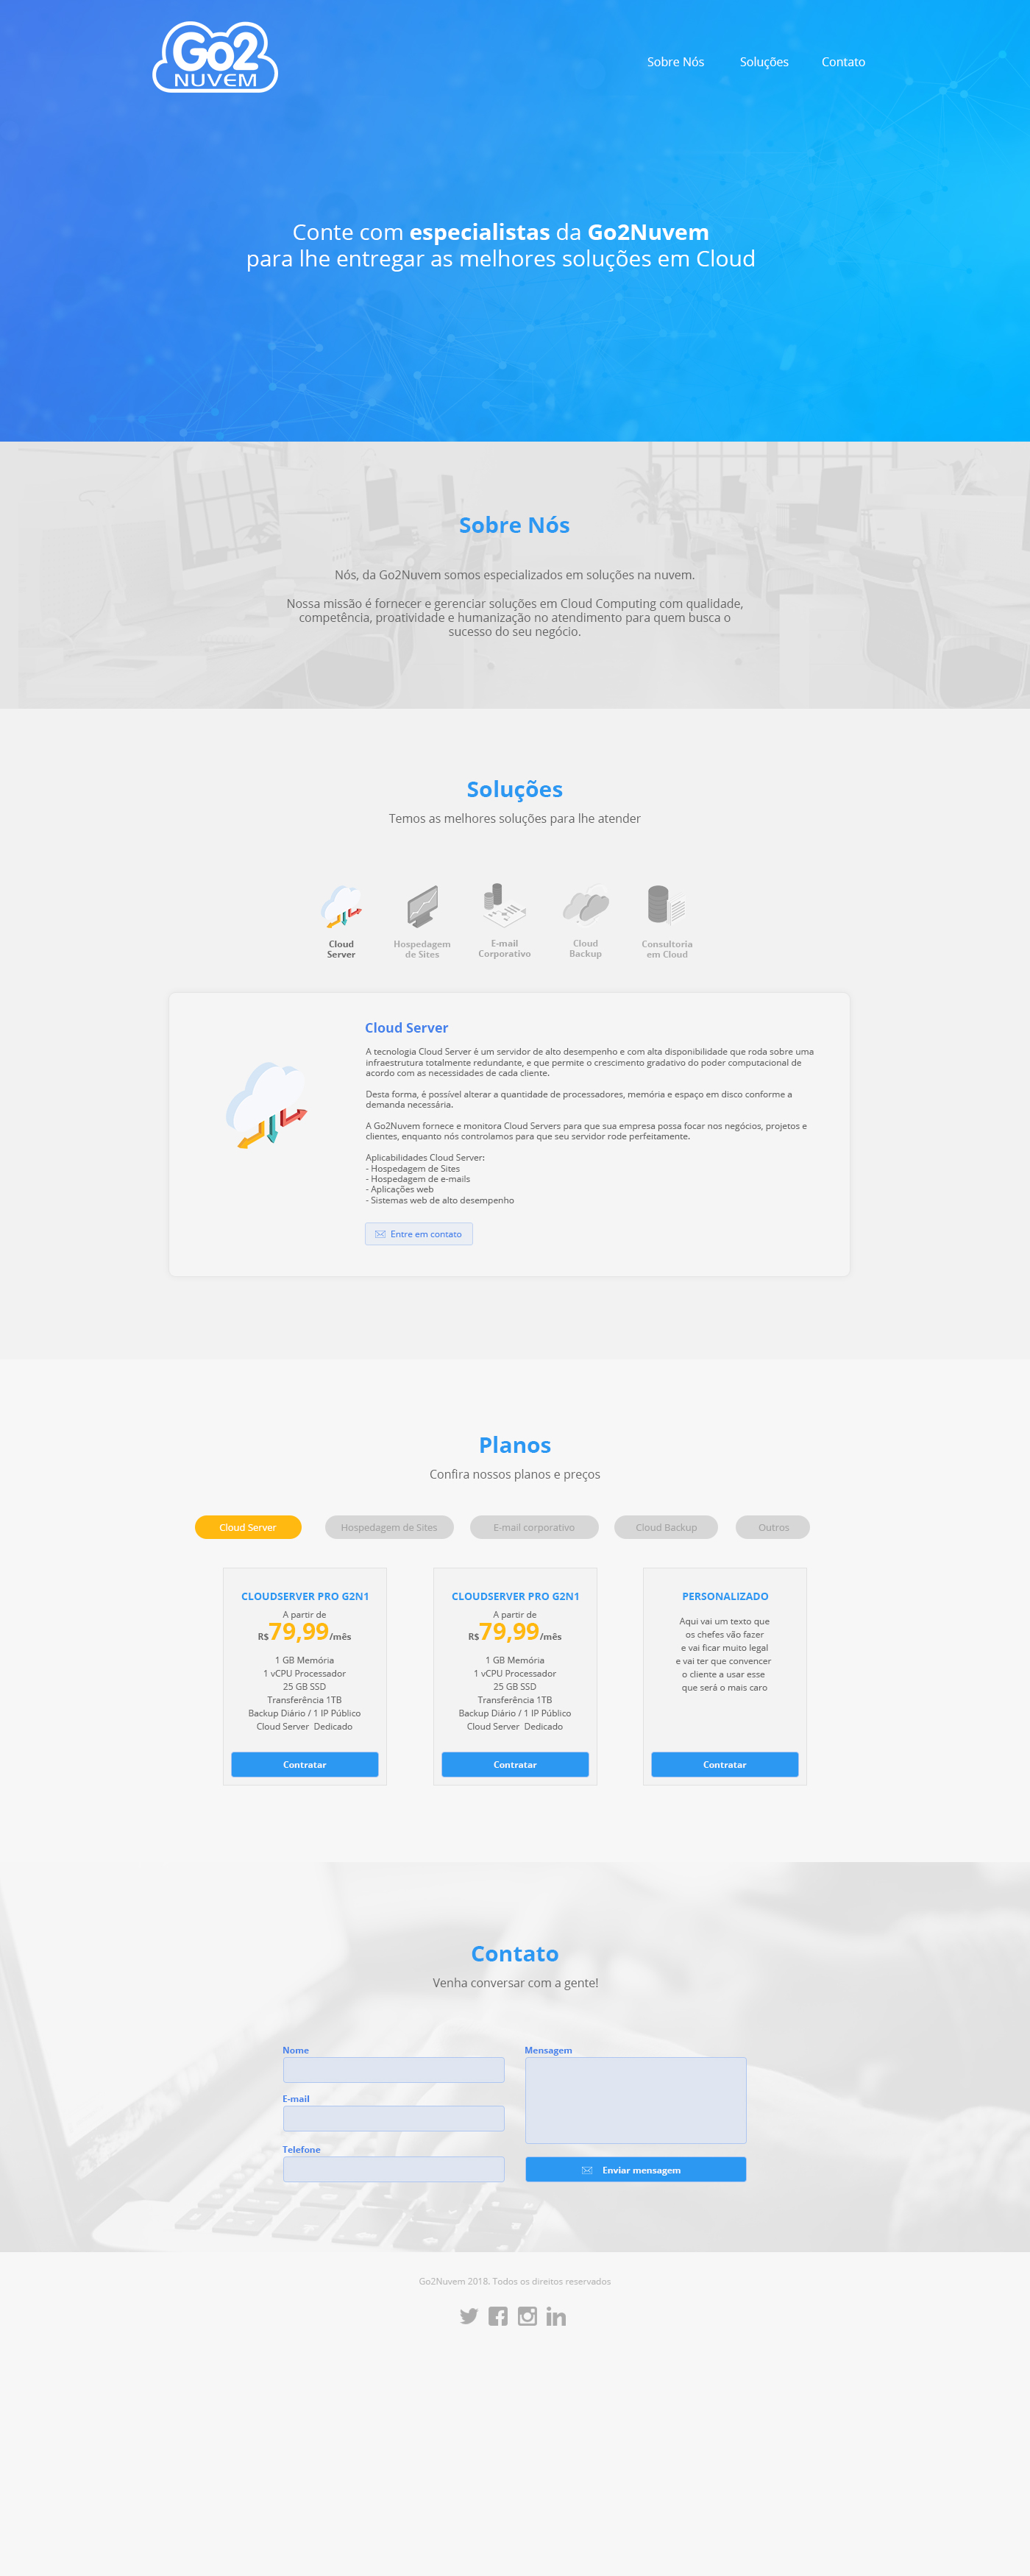 Go2
NUVEM
Sobre Nós
Soluções
Contato
Conte com especialistas da Go2Nuvem
para lhe entregar as melhores soluções em Cloud
Sobre Nós
Nós, da Go2Nuvem somos especializados em soluções na nuvem.
Nossa missão é fornecer e gerenciar soluções em Cloud Computing com qualidade,
competência, proatividade e humanização no atendimento para quem busca o
sucesso do seu negócio.
Soluções
Temos as melhores soluções para lhe atender
Cloud
Server
Hospedagem
de Sites
E-mail
Corporativo
Cloud
Backup
Consultoria
em Cloud
Cloud Server
A tecnologia Cloud Server é um servidor de alto desempenho e com alta disponibilidade que roda sobre uma
infraestrutura totalmente redundante, e que permite o crescimento gradativo do poder computacional de
acordo com as necessidades de cada cliente.
Desta forma, é possível alterar a quantidade de processadores, memória e espaço em disco conforme a
demanda necessária.
A Go2Nuvem fornece e monitora Cloud Servers para que sua empresa possa focar nos negócios, projetos e
clientes, enquanto nós controlamos para que seu servidor rode perfeitamente.
Aplicabilidades Cloud Server:
- Hospedagem de Sites
- Hospedagem de e-mails
- Aplicações web
- Sistemas web de alto desempenho
Entre em contato
Planos
Confira nossos planos e preços
Cloud Server
Hospedagem de Sites
E-mail corporativo
Cloud Backup
Outros
CLOUDSERVER PRO G2N1
A partir de
R$79,99/mês
1 GB Memória
1 vCPU Processador
25 GB SSD
Transferência 1TB
Backup Diário / 1 IP Público
Cloud Server Dedicado
Contratar
CLOUDSERVER PRO G2N1
A partir de
R$79,99/mês
1 GB Memória
1 vCPU Processador
25 GB SSD
Transferência 1TB
Backup Diário / 1 IP Público
Cloud Server Dedicado
Contratar
PERSONALIZADO
Aqui vai um texto que
os chefes vão fazer
e vai ficar muito legal
e vai ter que convencer
o cliente a usar esse
que será o mais caro
Contratar
Contato
Venha conversar com a gente!
Nome
E-mail
Telefone
Mensagem
Enviar mensagem
Go2Nuvem 2018. Todos os direitos reservados